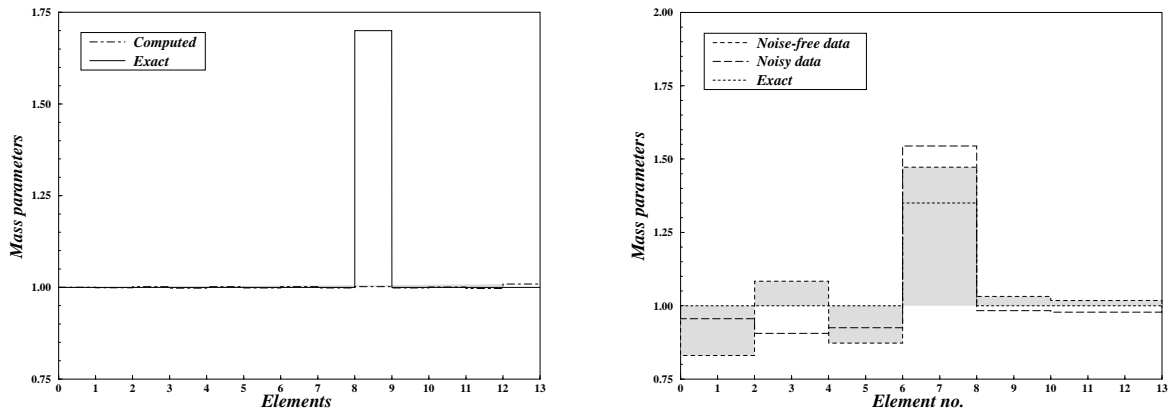 1.75
1.50
1.25
1.00
0.75
Mass parameters
Computed
Exact
0 1 2 3 4 5 6 7 8 9 10 11 12 13
Elements
2.00
1.75
1.50
1.25
1.00
0.75
Mass parameters
Noise-free data
Noisy data
Exact
0 1 2 3 4 5 6 7 8 9 10 11 12 13
Element no.